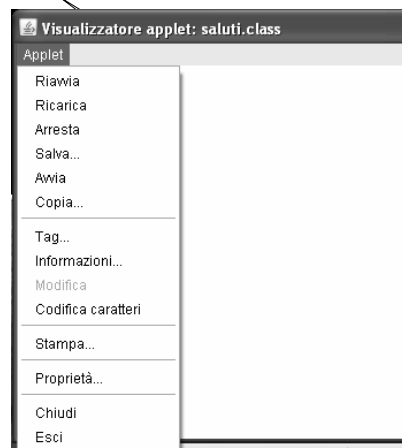 Visualizzatore applet: saluti.class
Applet
Riavvia
Ricarica
Arresta
Salva...
Avvia
Copia...
Tag...
Informazioni...
Modifica
Codifica caratteri
Stampa...
Proprietà...
Chiudi
Esci